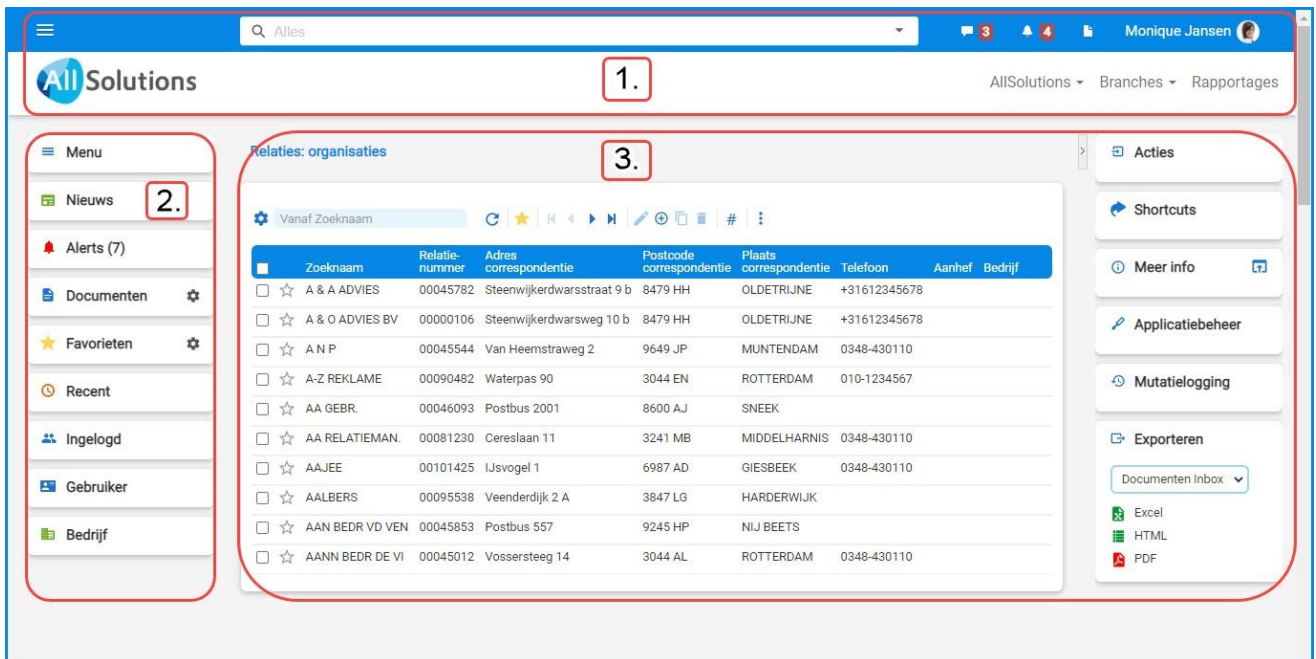 Alles
3
4
Monique Jansen
All Solutions
1.
AllSolutions
Branches
Rapportages
Menu
Nieuws
2.
Alerts (7)
Documenten
Favorieten
Recent
Ingelogd
Gebruiker
Bedrijf
Relaties: organisaties
3.
Vanaf Zoeknaam
#
Zoeknaam Relatie-nummer Adres correspondentie Postcode correspondentie Plaats correspondentie Telefoon Aanhef Bedrijf
A & A ADVIES 00045782 Steenwijkerdwarsstraat 9 b 8479 HH OLDETRIJNE +31612345678
A & O ADVIES BV 00000106 Steenwijkerdwarsweg 10 b 8479 HH OLDETRIJNE +31612345678
A N P 00045544 Van Heemstraweg 2 9649 JP MUNTENDAM 0348-430110
A-Z REKLAME 00090482 Waterpas 90 3044 EN ROTTERDAM 010-1234567
AA GEBR. 00046093 Postbus 2001 8600 AJ SNEEK
AA RELATIEMAN. 00081230 Cereslaan 11 3241 MB MIDDELHARNIS 0348-430110
AAJEE 00101425 IJsvogel 1 6987 AD GIESBEEK 0348-430110
AALBERS 00095538 Veenderdijk 2 A 3847 LG HARDERWIJK
AAN BEDR VD VEN 00045853 Postbus 557 9245 HP NIJ BEETS
AANN BEDR DE VI 00045012 Vossersteeg 14 3044 AL ROTTERDAM 0348-430110
Acties
Shortcuts
Meer info
Applicatiebeheer
Mutatielogging
Exporteren
Documenten Inbox
Excel
HTML
PDF